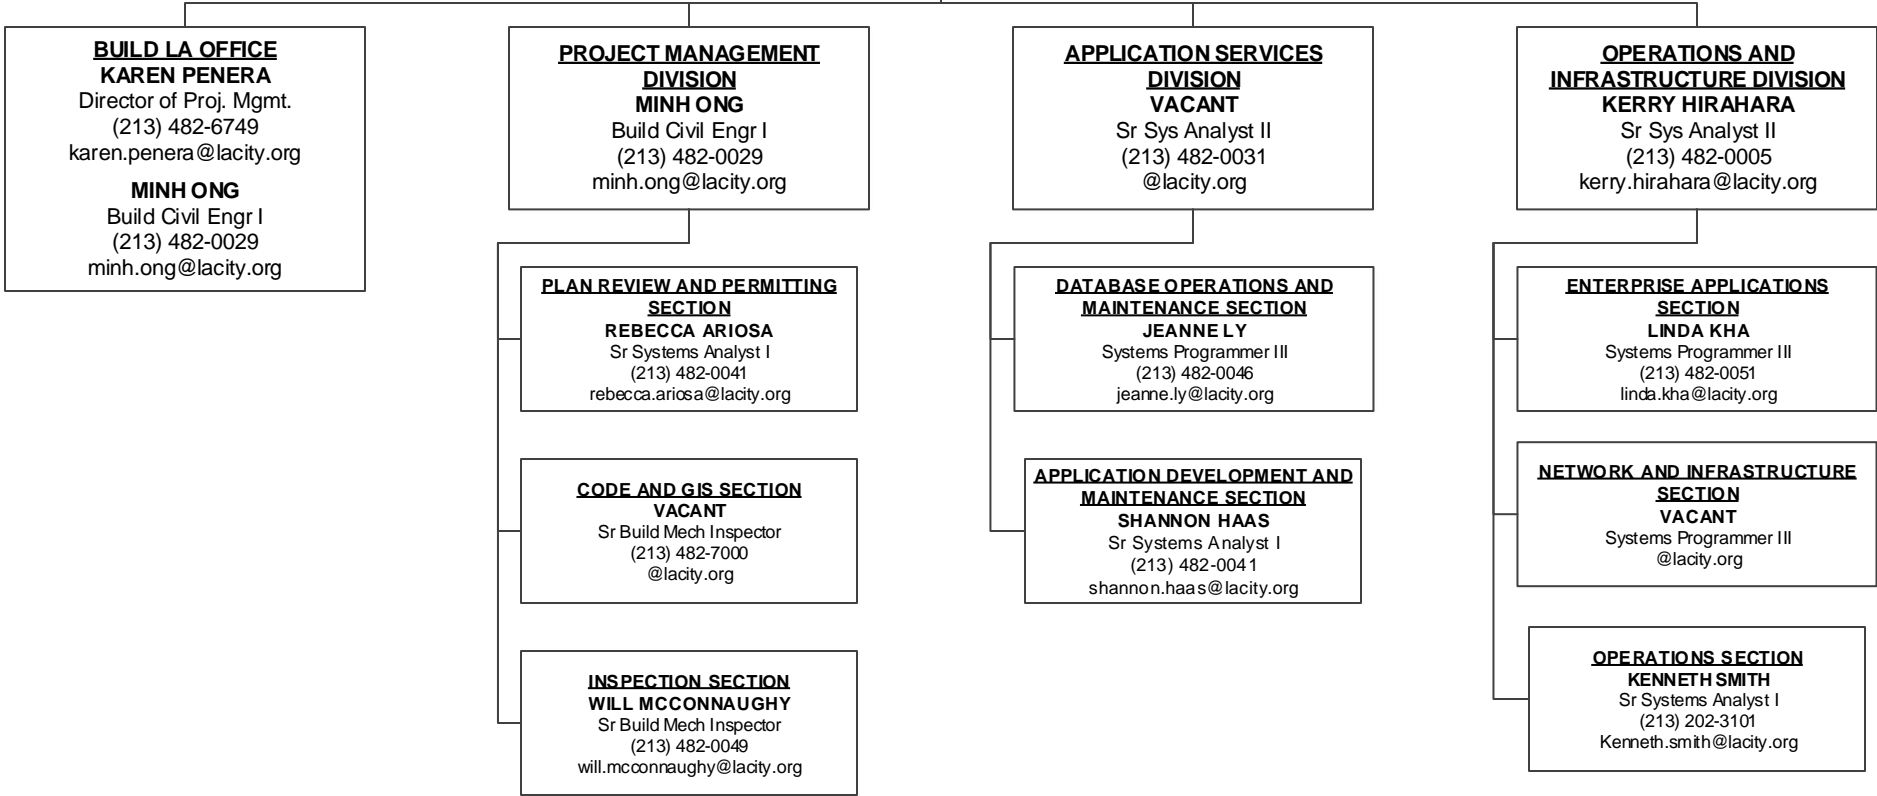 BUILD LA OFFICE
KAREN PENERA
Director of Proj. Mgmt.
(213) 482-6749
karen.penera@lacity.org
MINH ONG
Build Civil Engr I
(213) 482-0029
minh.ong@lacity.org
PROJECT MANAGEMENT
DIVISION
MINH ONG
Build Civil Engr I
(213) 482-0029
minh.ong@lacity.org
PLAN REVIEW AND PERMITTING
SECTION
REBECCA ARIOSA
Sr Systems Analyst I
(213) 482-0041
rebecca.ariosa@lacity.org
CODE AND GIS SECTION
VACANT
Sr Build Mech Inspector
(213) 482-7000
@lacity.org
INSPECTION SECTION
WILL MCCONNAUGHY
Sr Build Mech Inspector
(213) 482-0049
will.mcconnaughy@lacity.org
APPLICATION SERVICES
DIVISION
VACANT
Sr Sys Analyst II
(213) 482-0031
@lacity.org
DATABASE OPERATIONS AND
MAINTENANCE SECTION
JEANNE LY
Systems Programmer III
(213) 482-0046
jeanne.ly@lacity.org
APPLICATION DEVELOPMENT AND
MAINTENANCE SECTION
SHANNON HAAS
Sr Systems Analyst I
(213) 482-0041
shannon.haas@lacity.org
OPERATIONS AND
INFRASTRUCTURE DIVISION
KERRY HIRAHARA
Sr Sys Analyst II
(213) 482-0005
kerry.hirahara@lacity.org
ENTERPRISE APPLICATIONS
SECTION
LINDA KHA
Systems Programmer III
(213) 482-0051
linda.kha@lacity.org
NETWORK AND INFRASTRUCTURE
SECTION
VACANT
Systems Programmer III
@lacity.org
OPERATIONS SECTION
KENNETH SMITH
Sr Systems Analyst I
(213) 202-3101
Kenneth.smith@lacity.org